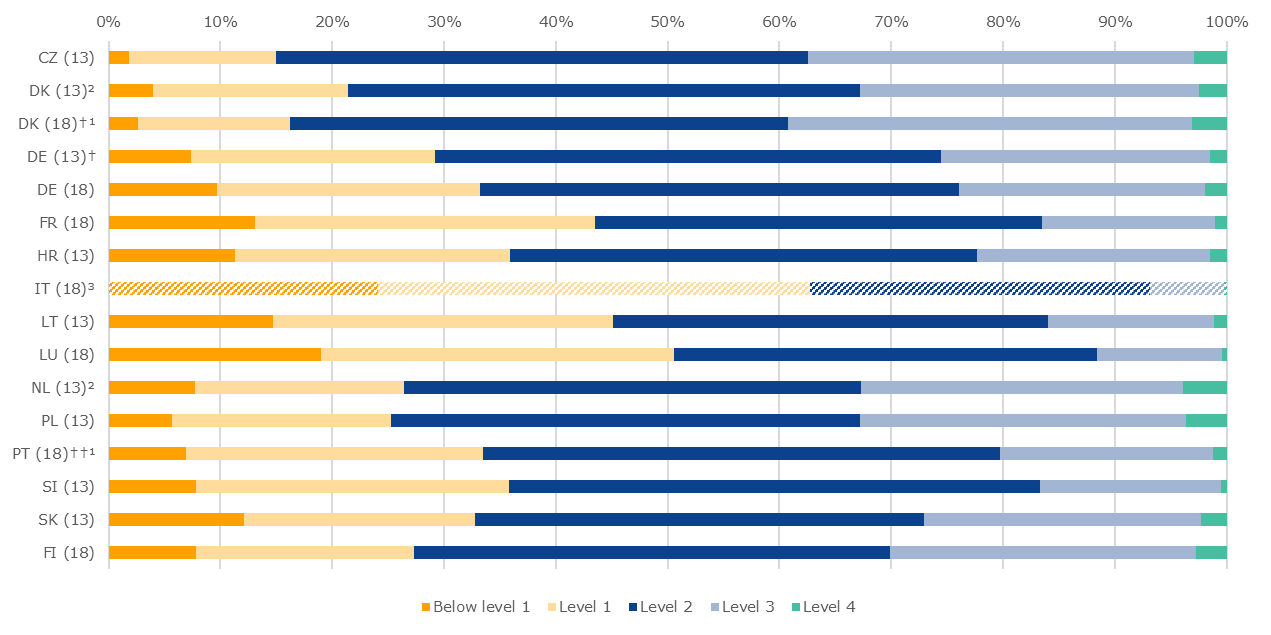 0% 10% 20% 30% 40% 50% 60% 70% 80% 90% 100%
CZ (13)
DK (13)²
DK (18)†¹
DE (13)†
DE (18)
FR (18)
HR (13)
IT (18)³
LT (13)
LU (18)
NL (13)²
PL (13)
PT (18)††¹
SI (13)
SK (13)
FI (18)
Below level 1 Level 1 Level 2 Level 3 Level 4